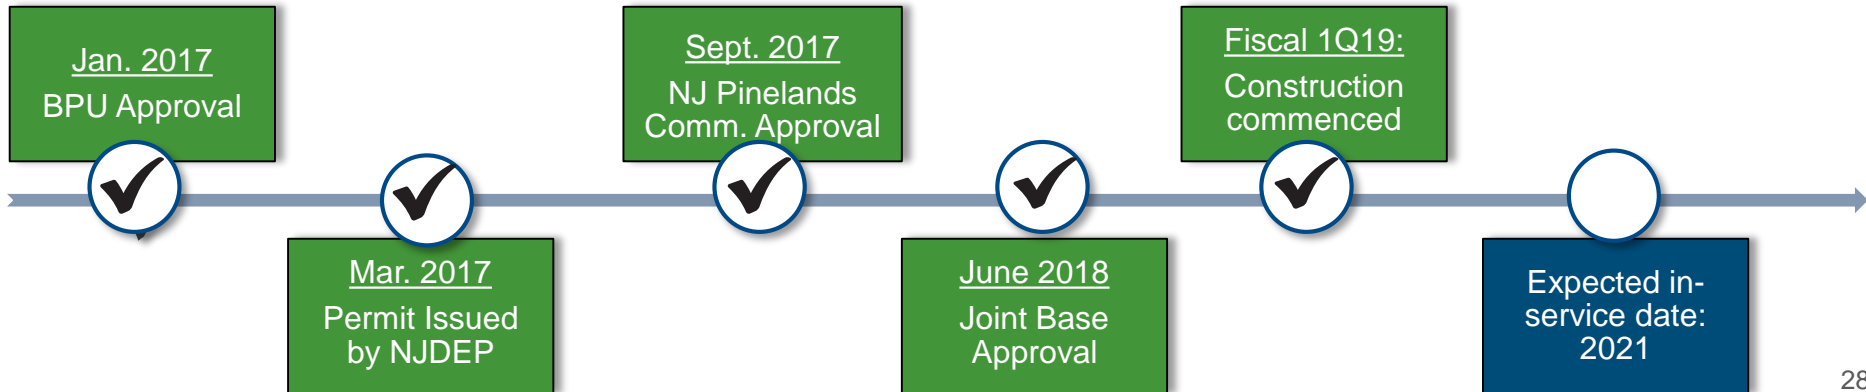 Jan. 2017
BPU Approval
Mar. 2017
Permit Issued
by NJDEP
Sept. 2017
NJ Pinelands
Comm. Approval
June 2018
Joint Base
Approval
Fiscal 1Q19:
Construction
commenced
Expected in-
service date:
2021
28